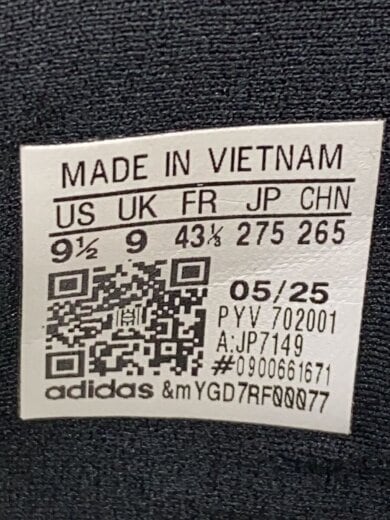 MADE IN VIETNAM
US UK FR JP CHN
9½ 9 43⅓ 275 265
05/25
PYV 702001
A:JP7149
#0900661671
adidas &mYGD7RF00077